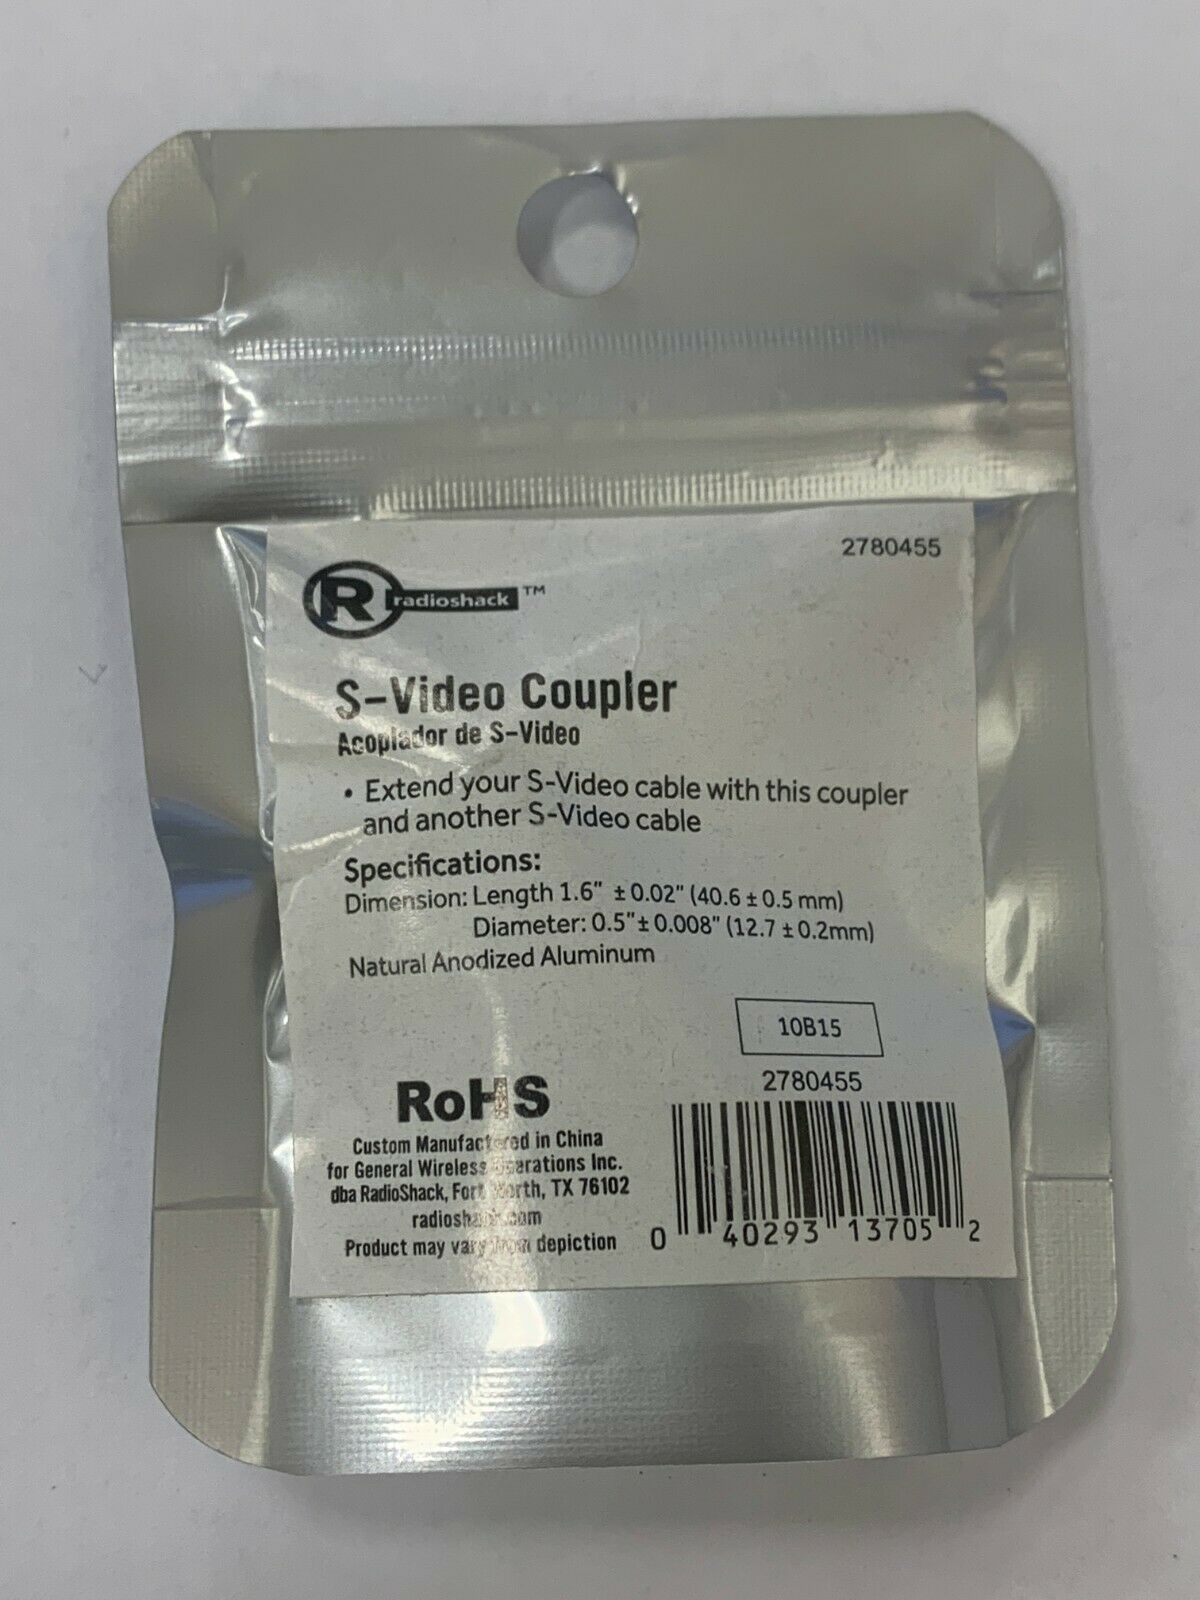 2780455
R radioshack™
S-Video Coupler
Acoplador de S-Video
• Extend your S-Video cable with this coupler
and another S-Video cable
Specifications:
Dimension: Length 1.6" ± 0.02" (40.6 ± 0.5 mm)
Diameter: 0.5"± 0.008" (12.7 ± 0.2mm)
Natural Anodized Aluminum
10B15
2780455
RoHS
Custom Manufactured in China
for General Wireless Operations Inc.
dba RadioShack, Fort Worth, TX 76102
radioshack.com
Product may vary from depiction
0 40293 13705 2